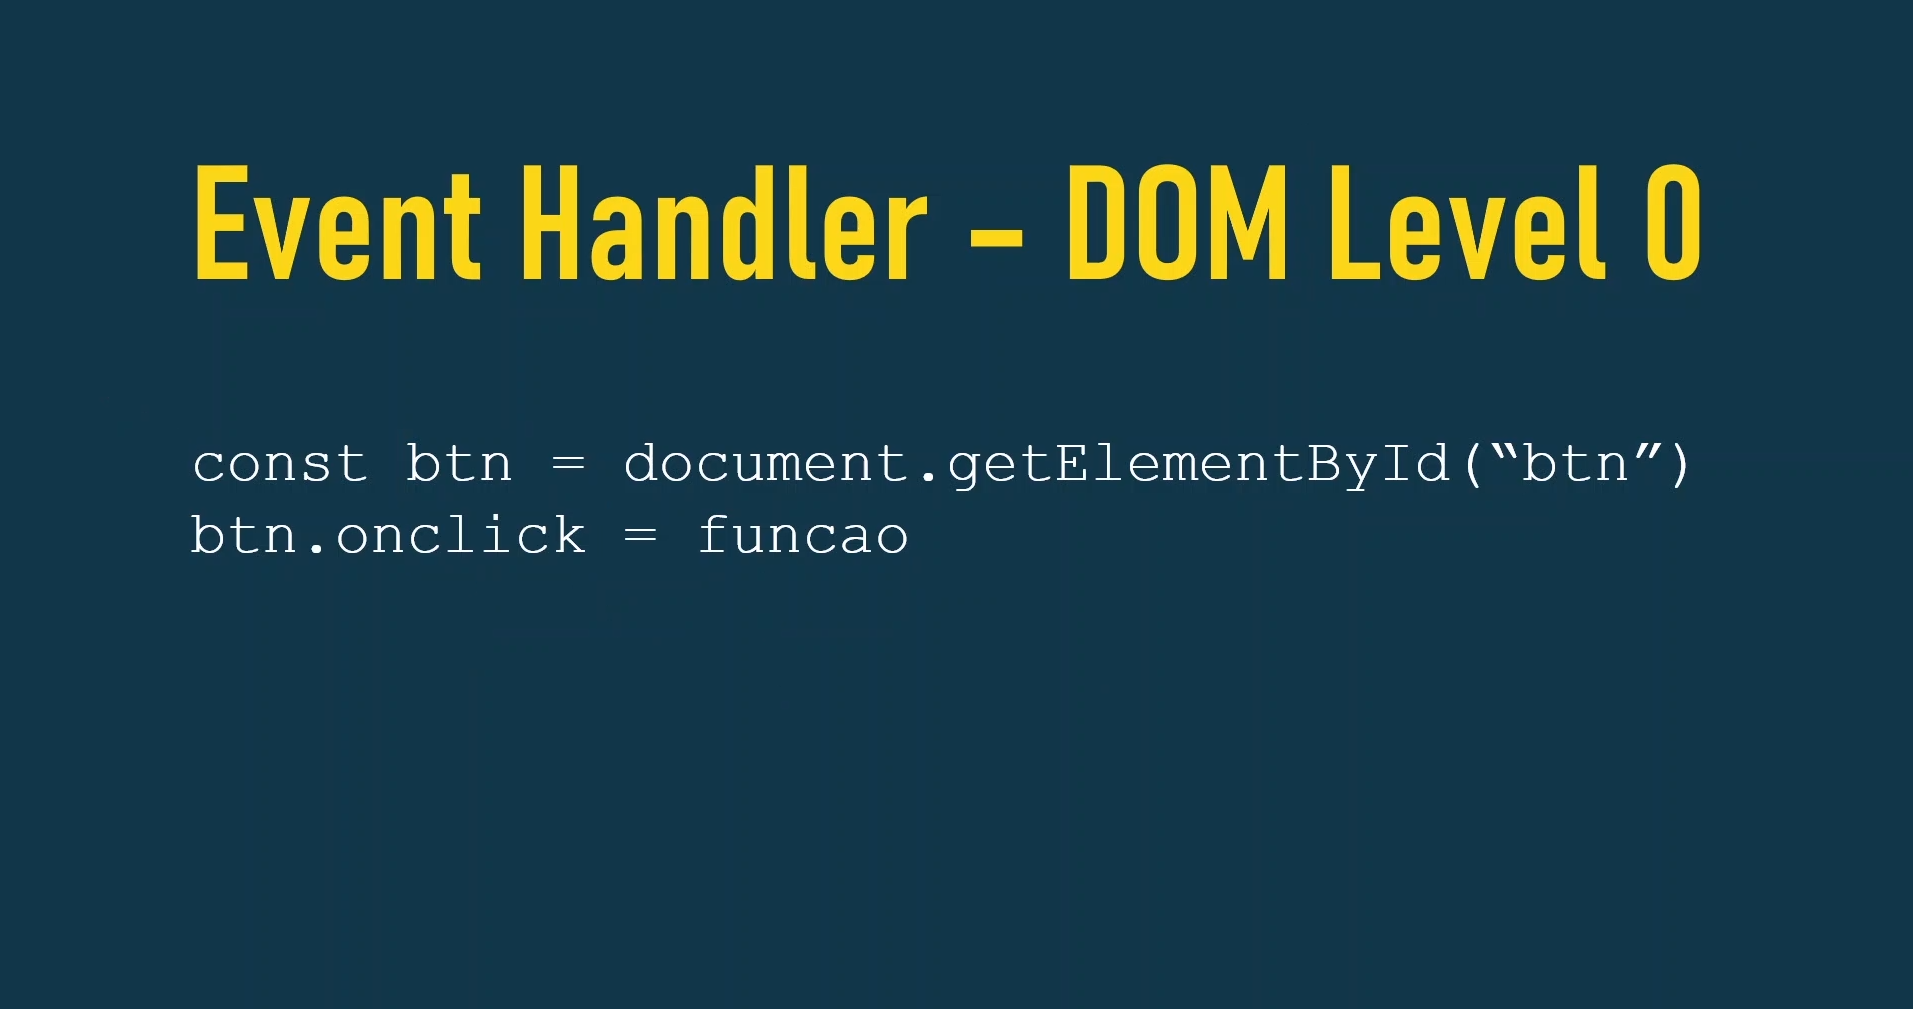 Event Handler – DOM Level 0
const btn = document.getElementById(“btn”)
btn.onclick = funcao